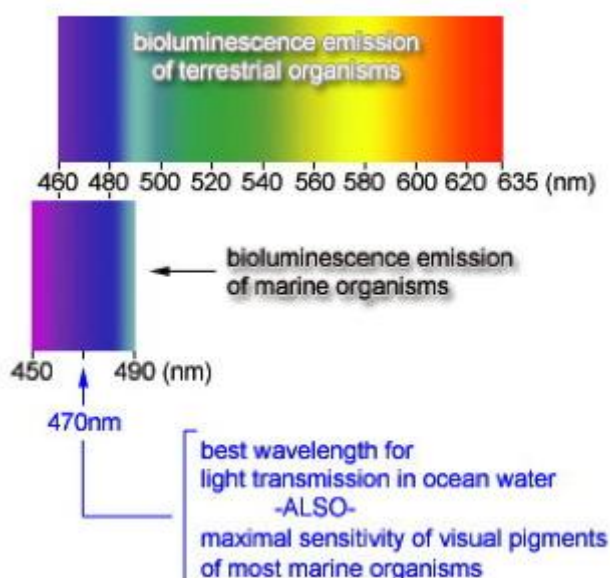 bioluminescence emission
of terrestrial organisms
460 480 500 520 540 560 580 600 620 635 (nm)
bioluminescence emission
of marine organisms
450 490 (nm)
470nm
best wavelength for
light transmission in ocean water
-ALSO-
maximal sensitivity of visual pigments
of most marine organisms